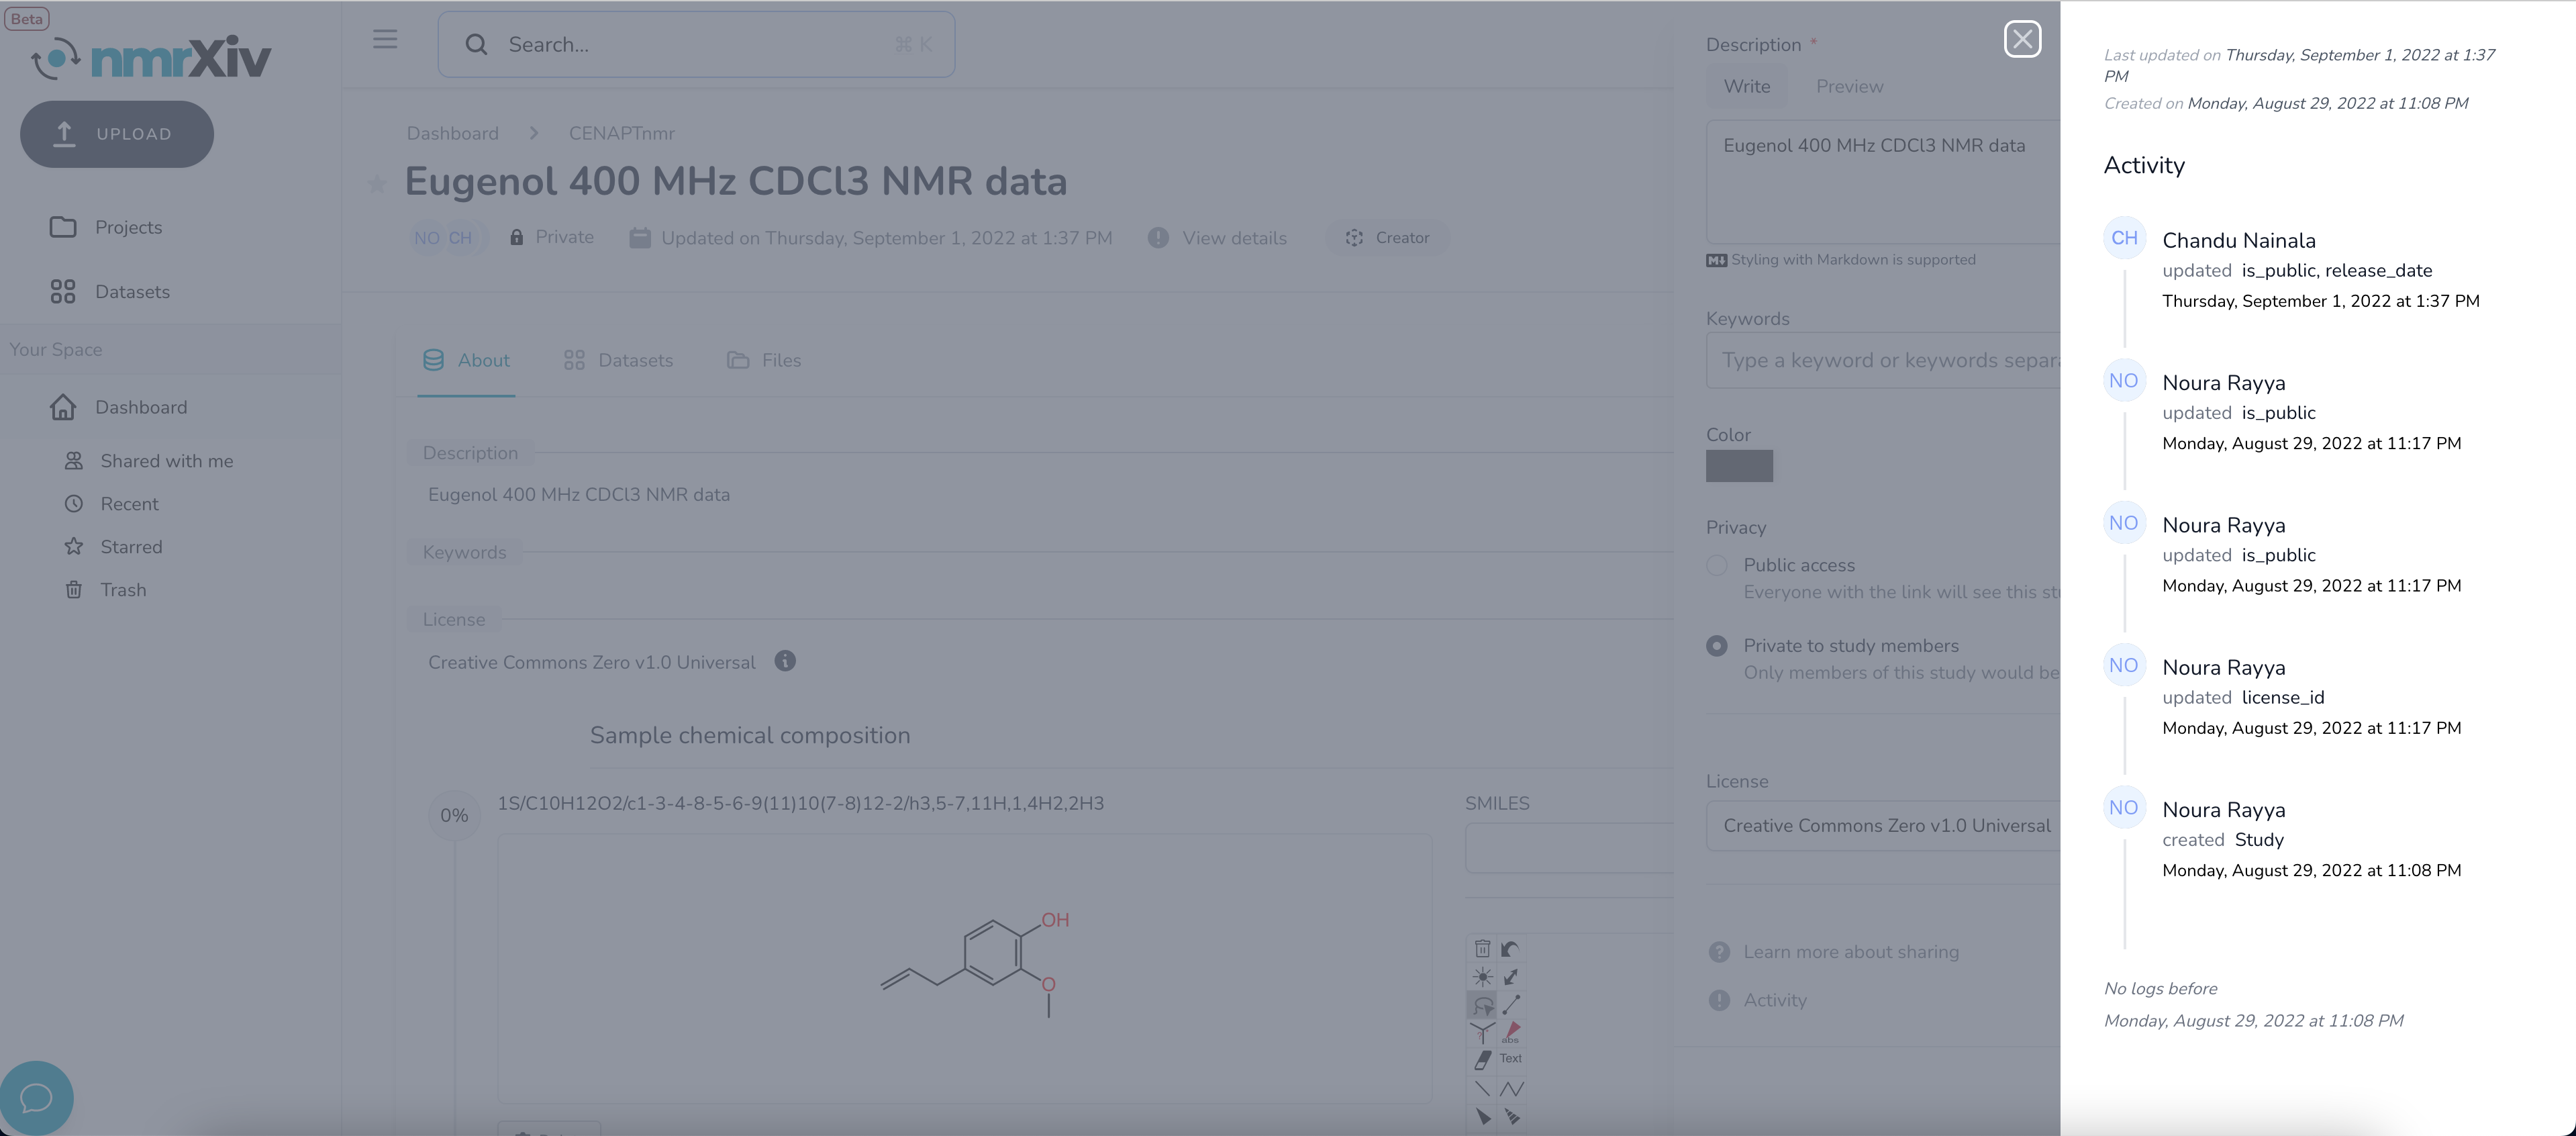 Beta
nmrXiv
UPLOAD
Projects
Datasets
Your Space
Dashboard
Shared with me
Recent
Starred
Trash
Search...
⌘ K
Dashboard > CENAPTnmr
Eugenol 400 MHz CDCl3 NMR data
NO CH Private Updated on Thursday, September 1, 2022 at 1:37 PM View details Creator
About Datasets Files
Description
Eugenol 400 MHz CDCl3 NMR data
Keywords
License
Creative Commons Zero v1.0 Universal
Sample chemical composition
0%
1S/C10H12O2/c1-3-4-8-5-6-9(11)10(7-8)12-2/h3,5-7,11H,1,4H2,2H3
OH
O
SMILES
abs
Text
Description *
Write Preview
Eugenol 400 MHz CDCl3 NMR data
Styling with Markdown is supported
Keywords
Type a keyword or keywords separa
Color
Privacy
Public access
Everyone with the link will see this stu
Private to study members
Only members of this study would be
License
Creative Commons Zero v1.0 Universal
Learn more about sharing
Activity
Last updated on Thursday, September 1, 2022 at 1:37
PM
Created on Monday, August 29, 2022 at 11:08 PM
Activity
CH Chandu Nainala
updated is_public, release_date
Thursday, September 1, 2022 at 1:37 PM
NO Noura Rayya
updated is_public
Monday, August 29, 2022 at 11:17 PM
NO Noura Rayya
updated is_public
Monday, August 29, 2022 at 11:17 PM
NO Noura Rayya
updated license_id
Monday, August 29, 2022 at 11:17 PM
NO Noura Rayya
created Study
Monday, August 29, 2022 at 11:08 PM
No logs before
Monday, August 29, 2022 at 11:08 PM